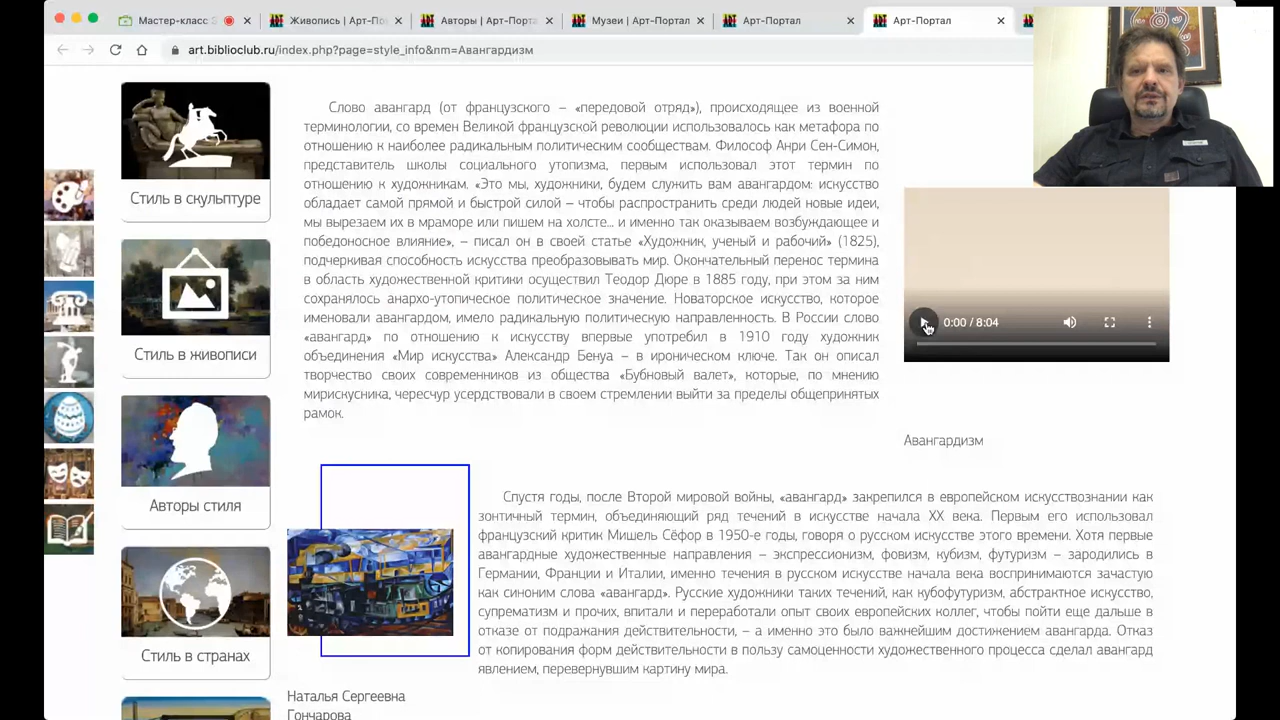 Мастер-класс
Живопись | Арт-По
Авторы | Арт-Порта
Музеи | Арт-Портал
Арт-Портал
Арт-Портал
art.biblioclub.ru/index.php?page=style_info&nm=Авангардизм
Слово авангард (от французского – «передовой отряд»), происходящее из военной
терминологии, со времен Великой французской революции использовалось как метафора по
отношению к наиболее радикальным политическим сообществам. Философ Анри Сен-Симон,
представитель школы социального утопизма, первым использовал этот термин по
отношению к художникам. «Это мы, художники, будем служить вам авангардом: искусство
обладает самой прямой и быстрой силой – чтобы распространить среди людей новые идеи,
мы вырезаем их в мраморе или пишем на холсте... и именно так оказываем возбуждающее и
победоносное влияние», – писал он в своей статье «Художник, ученый и рабочий» (1825),
подчеркивая способность искусства преобразовывать мир. Окончательный перенос термина
в область художественной критики осуществил Теодор Дюре в 1885 году, при этом за ним
сохранялось анархо-утопическое политическое значение. Новаторское искусство, которое
именовали авангардом, имело радикальную политическую направленность. В России слово
«авангард» по отношению к искусству впервые употребил в 1910 году художник
объединения «Мир искусства» Александр Бенуа – в ироническом ключе. Так он описал
творчество своих современников из общества «Бубновый валет», которые, по мнению
мирискусника, чересчур усердствовали в своем стремлении выйти за пределы общепринятых
рамок.
0:00 / 8:04
Авангардизм
Стиль в скульптуре
Стиль в живописи
Авторы стиля
Стиль в странах
Спустя годы, после Второй мировой войны, «авангард» закрепился в европейском искусствознании как
зонтичный термин, объединяющий ряд течений в искусстве начала XX века. Первым его использовал
французский критик Мишель Сёфор в 1950-е годы, говоря о русском искусстве этого времени. Хотя первые
авангардные художественные направления – экспрессионизм, фовизм, кубизм, футуризм – зародились в
Германии, Франции и Италии, именно течения в русском искусстве начала века воспринимаются зачастую
как синоним слова «авангард». Русские художники таких течений, как кубофутуризм, абстрактное искусство,
супрематизм и прочих, впитали и переработали опыт своих европейских коллег, чтобы пойти еще дальше в
отказе от подражания действительности, – а именно это было важнейшим достижением авангарда. Отказ
от копирования форм действительности в пользу самоценности художественного процесса сделал авангард
явлением, перевернувшим картину мира.
Наталья Сергеевна
Гончарова